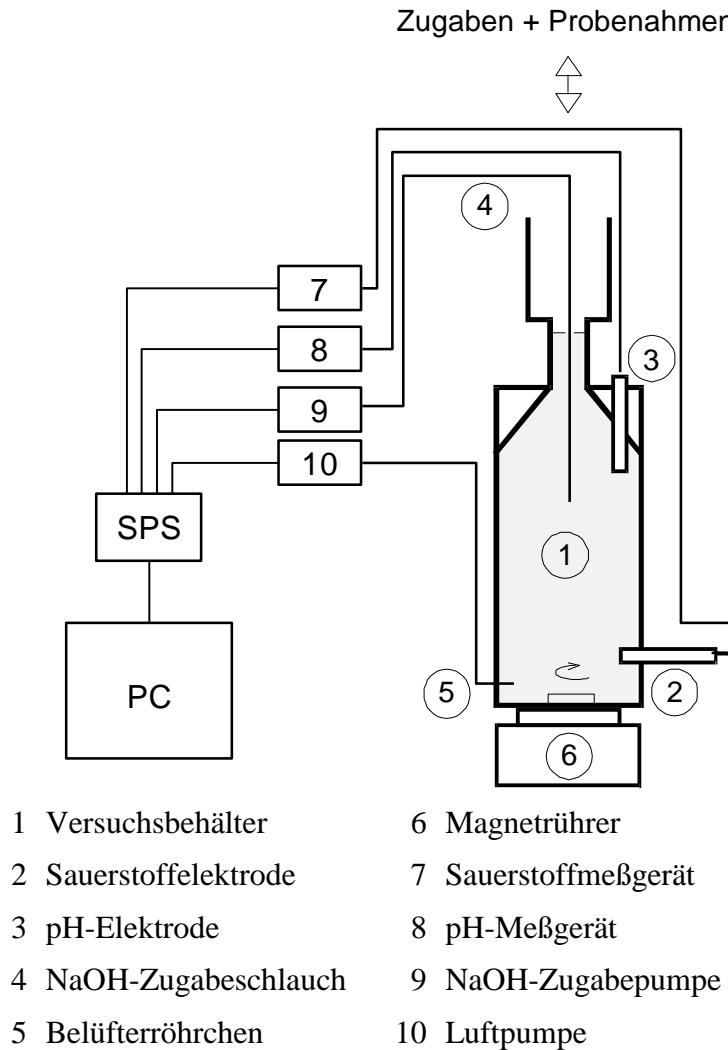 Zugaben + Probenahmen
4
7
3
8
9
10
SPS
1
PC
5
2
6
1 Versuchsbehälter
2 Sauerstoffelektrode
3 pH-Elektrode
4 NaOH-Zugabeschlauch
5 Belüfterröhrchen
6 Magnetrührer
7 Sauerstoffmeßgerät
8 pH-Meßgerät
9 NaOH-Zugabepumpe
10 Luftpumpe